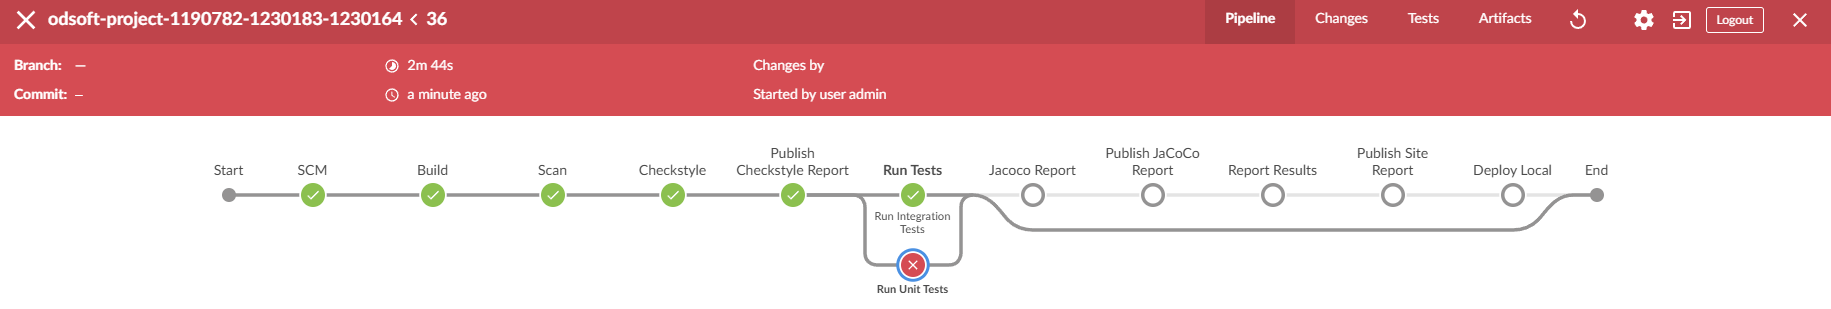 odsoft-project-1190782-1230183-1230164 < 36
Pipeline Changes Tests Artifacts Logout
Branch: — 2m 44s Changes by
Commit: – a minute ago Started by user admin
Start SCM Build Scan Checkstyle Publish Checkstyle Report Run Tests Jacoco Report Publish JaCoCo Report Report Results Publish Site Report Deploy Local End
Run Integration
Tests
Run Unit Tests